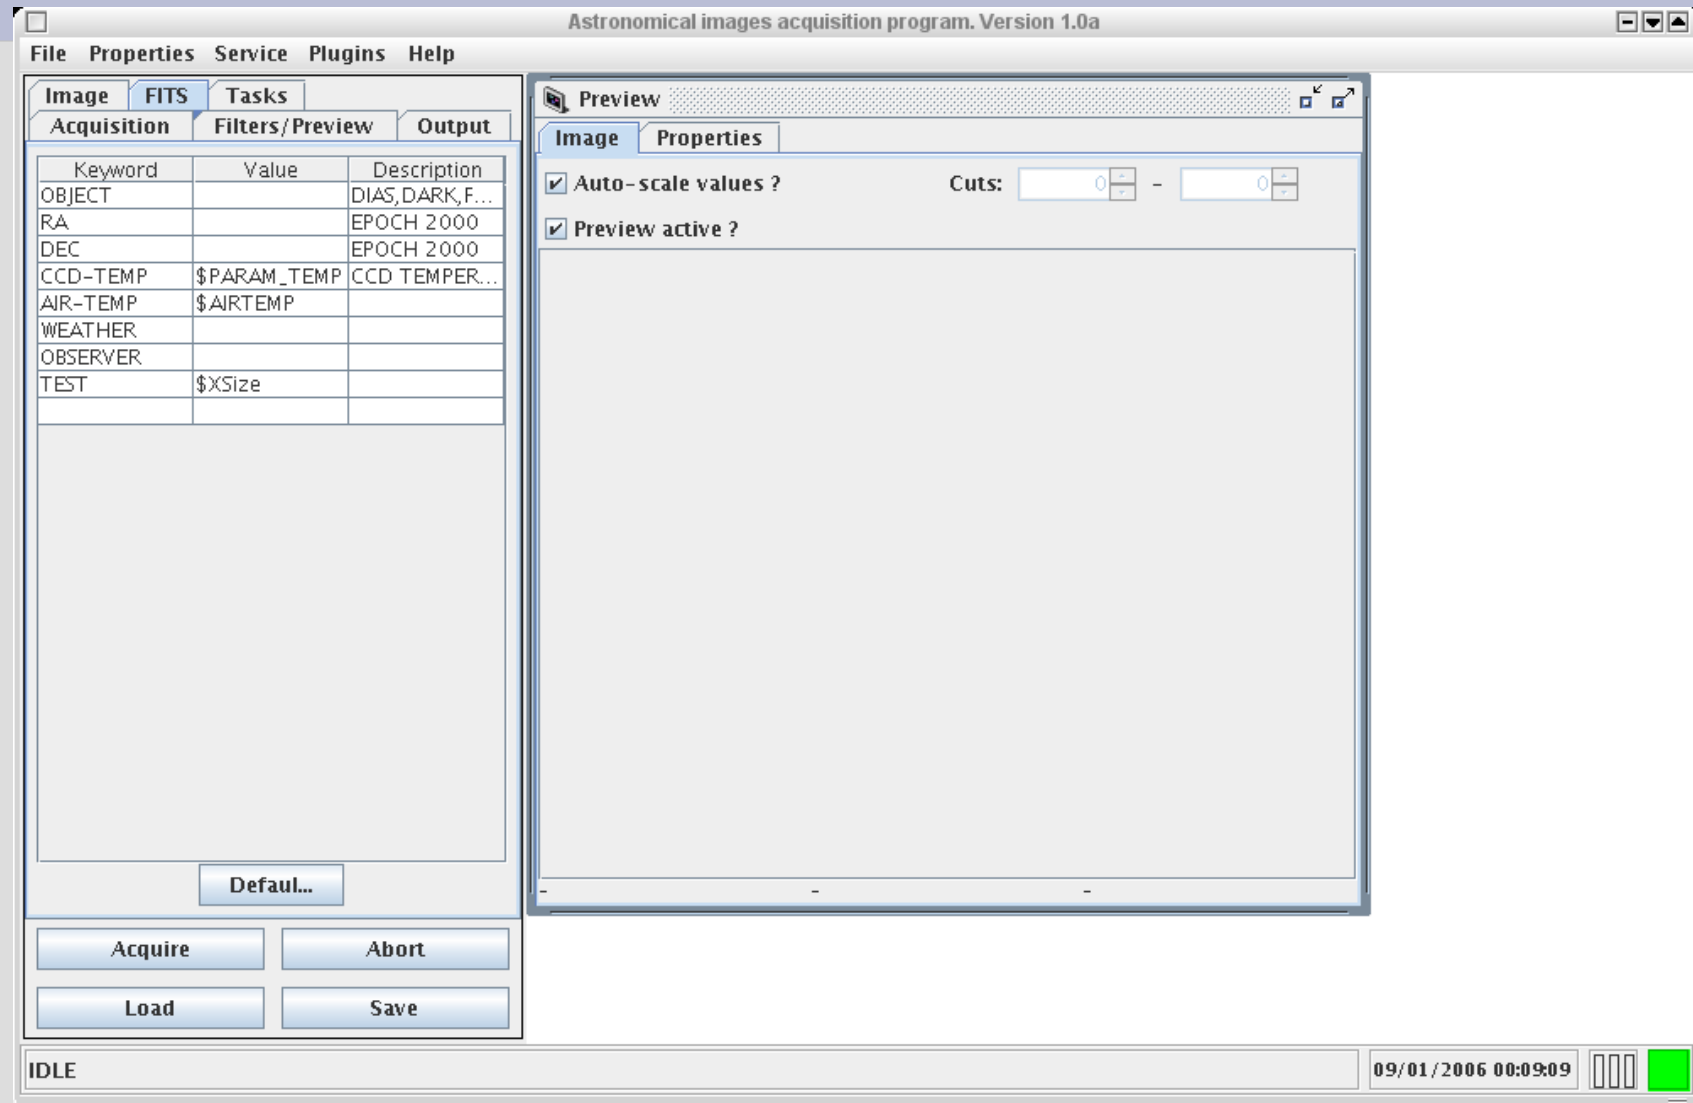 Astronomical images acquisition program. Version 1.0a
File Properties Service Plugins Help
Image FITS Tasks
Acquisition Filters/Preview Output
Keyword Value Description
OBJECT DIAS,DARK,F...
RA EPOCH 2000
DEC EPOCH 2000
CCD-TEMP $PARAM_TEMP CCD TEMPER...
AIR-TEMP $AIRTEMP
WEATHER
OBSERVER
TEST $XSize
Defaul...
Acquire Abort
Load Save
Preview
Image Properties
Auto-scale values ? Cuts: 0 - 0
Preview active ?
- - -
IDLE 09/01/2006 00:09:09